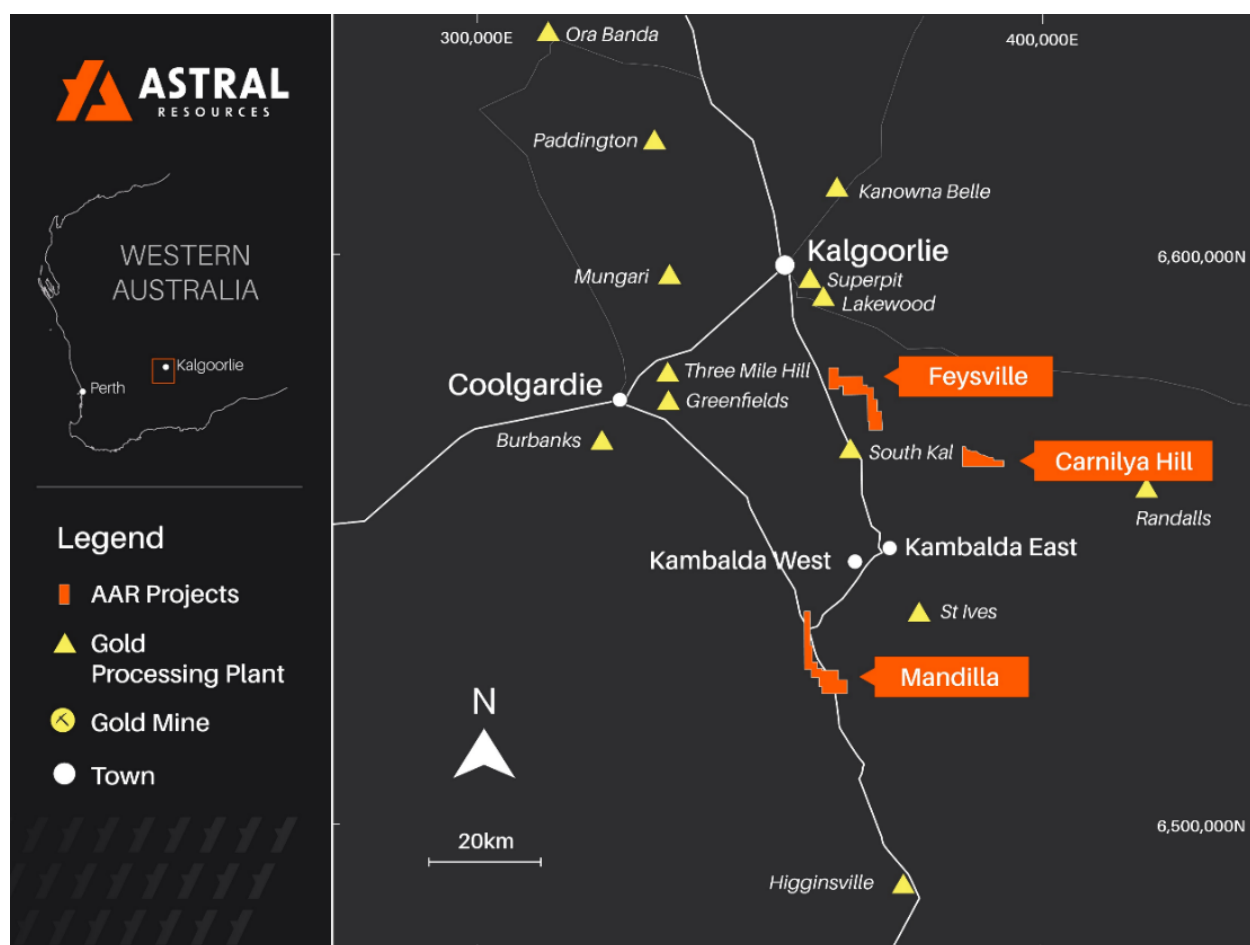 ASTRAL
RESOURCES
WESTERN
AUSTRALIA
Kalgoorlie
Perth
Legend
AAR Projects
Gold
Processing Plant
Gold Mine
Town
300,000E
Ora Banda
400,000E
Paddington
Kanowna Belle
Kalgoorlie
6,600,000N
Mungari
Superpit
Lakewood
Three Mile Hill
Feysville
Coolgardie
Greenfields
Burbanks
South Kal
Carnilya Hill
Randalls
Kambalda West
Kambalda East
St Ives
Mandilla
N
20km
6,500,000N
Higginsville